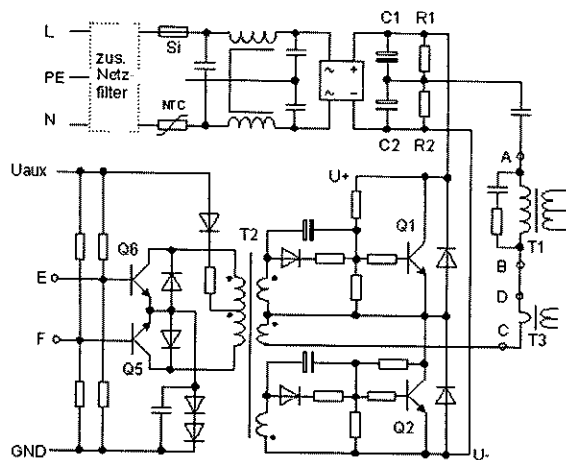 L
zus.
Netz-
filter
PE
N
Si
NTC
~
~
+
−
C1 R1
C2 R2
A
T1
B
D
C
T3
Uaux
U+
T2
Q1
Q6
E
F
Q5
Q2
GND
U-